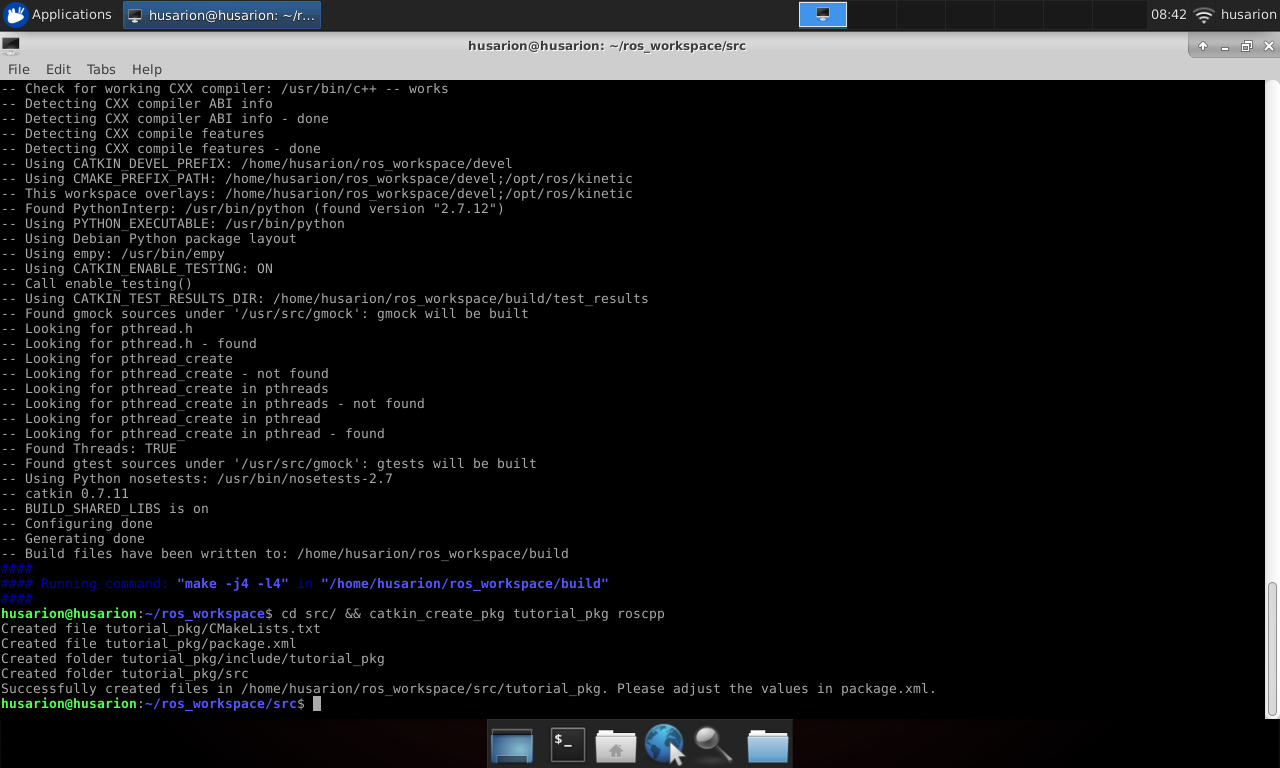 Applications
husarion@husarion: ~/r...
08:42
husarion
husarion@husarion: ~/ros_workspace/src
File Edit Tabs Help
-- Check for working CXX compiler: /usr/bin/c++ -- works
-- Detecting CXX compiler ABI info
-- Detecting CXX compiler ABI info - done
-- Detecting CXX compile features
-- Detecting CXX compile features - done
-- Using CATKIN_DEVEL_PREFIX: /home/husarion/ros_workspace/devel
-- Using CMAKE_PREFIX_PATH: /home/husarion/ros_workspace/devel;/opt/ros/kinetic
-- This workspace overlays: /home/husarion/ros_workspace/devel;/opt/ros/kinetic
-- Found PythonInterp: /usr/bin/python (found version "2.7.12")
-- Using PYTHON_EXECUTABLE: /usr/bin/python
-- Using Debian Python package layout
-- Using empy: /usr/bin/empy
-- Using CATKIN_ENABLE_TESTING: ON
-- Call enable_testing()
-- Using CATKIN_TEST_RESULTS_DIR: /home/husarion/ros_workspace/build/test_results
-- Found gmock sources under '/usr/src/gmock': gmock will be built
-- Looking for pthread.h
-- Looking for pthread.h - found
-- Looking for pthread_create
-- Looking for pthread_create - not found
-- Looking for pthread_create in pthreads
-- Looking for pthread_create in pthreads - not found
-- Looking for pthread_create in pthread
-- Looking for pthread_create in pthread - found
-- Found Threads: TRUE
-- Found gtest sources under '/usr/src/gmock': gtests will be built
-- Using Python nosetests: /usr/bin/nosetests-2.7
-- catkin 0.7.11
-- BUILD_SHARED_LIBS is on
-- Configuring done
-- Generating done
-- Build files have been written to: /home/husarion/ros_workspace/build
####
#### Running command: "make -j4 -l4" in "/home/husarion/ros_workspace/build"
####
husarion@husarion:~/ros_workspace$ cd src/ && catkin_create_pkg tutorial_pkg roscpp
Created file tutorial_pkg/CMakeLists.txt
Created file tutorial_pkg/package.xml
Created folder tutorial_pkg/include/tutorial_pkg
Created folder tutorial_pkg/src
Successfully created files in /home/husarion/ros_workspace/src/tutorial_pkg. Please adjust the values in package.xml.
husarion@husarion:~/ros_workspace/src$
$_